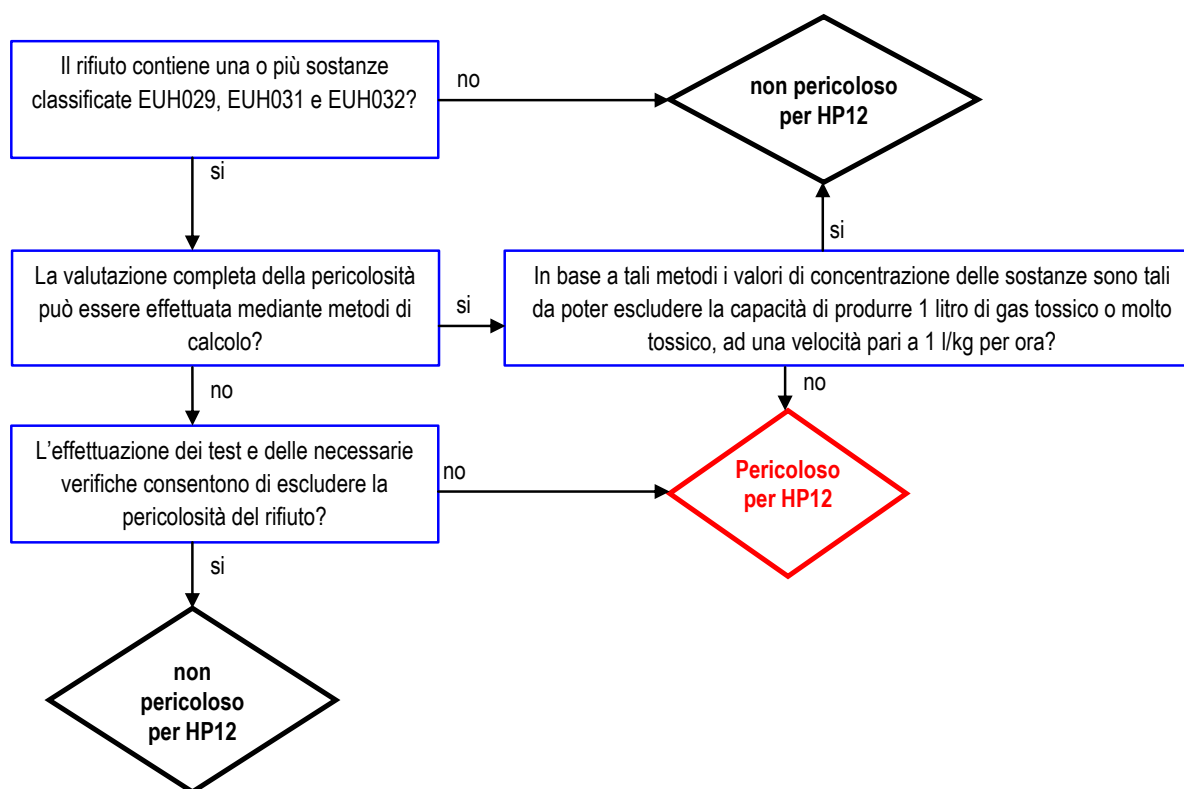 Il rifiuto contiene una o più sostanze
classificate EUH029, EUH031 e EUH032?
no
non pericoloso
per HP12
si
La valutazione completa della pericolosità
può essere effettuata mediante metodi di
calcolo?
si
In base a tali metodi i valori di concentrazione delle sostanze sono tali
da poter escludere la capacità di produrre 1 litro di gas tossico o molto
tossico, ad una velocità pari a 1 l/kg per ora?
si
no
no
L'effettuazione dei test e delle necessarie
verifiche consentono di escludere la
pericolosità del rifiuto?
no
Pericoloso
per HP12
si
non
pericoloso
per HP12